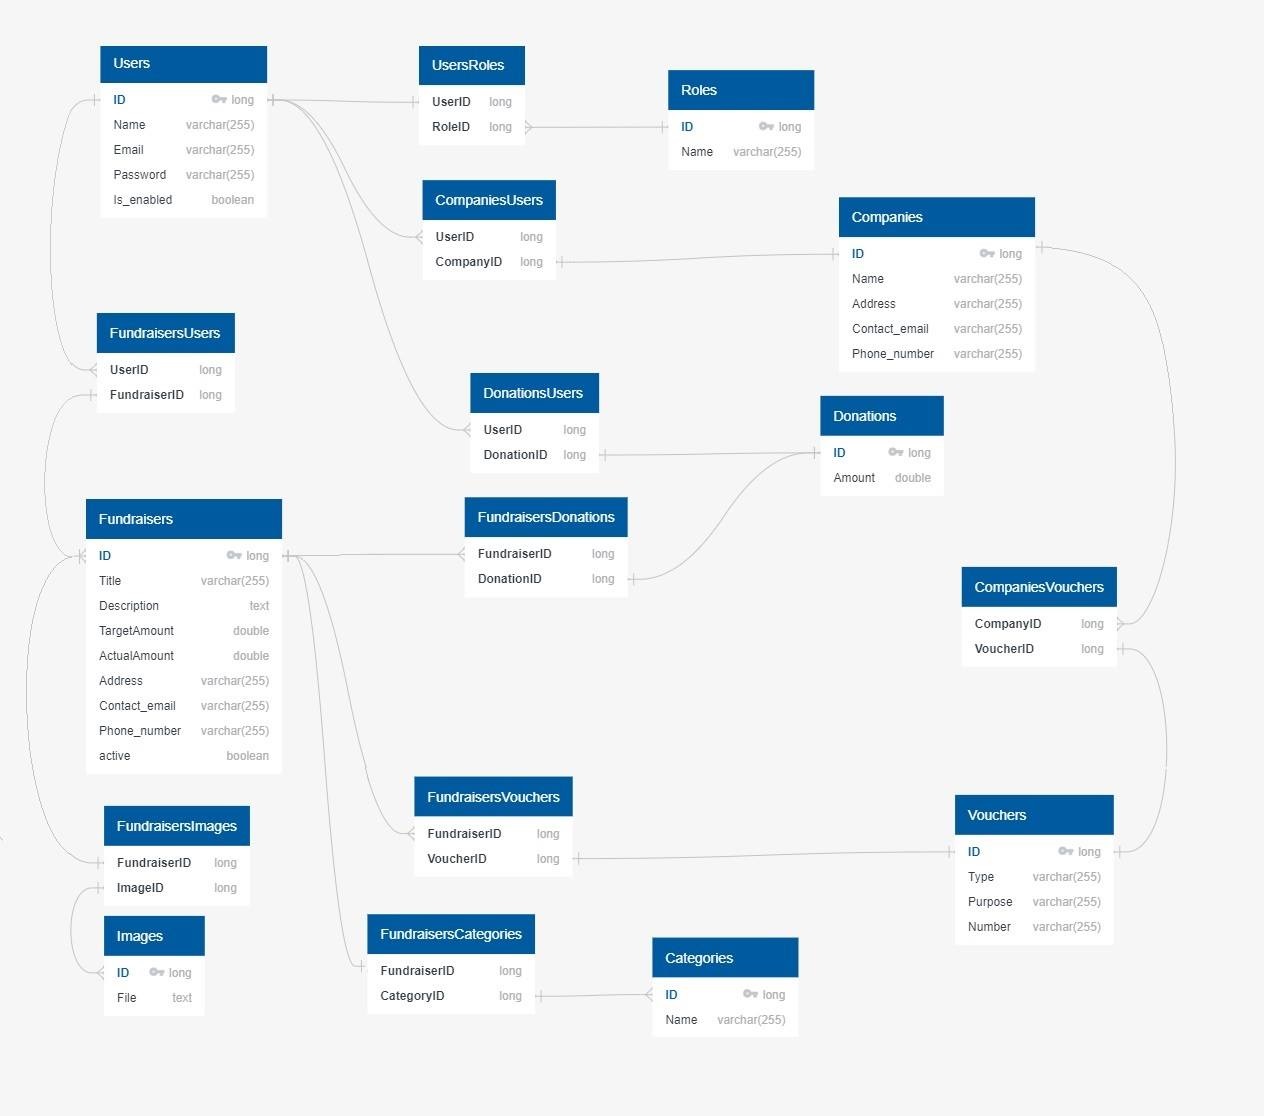 Users
ID long
Name varchar(255)
Email varchar(255)
Password varchar(255)
Is_enabled boolean
UsersRoles
UserID long
RoleID long
Roles
ID long
Name varchar(255)
CompaniesUsers
UserID long
CompanyID long
Companies
ID long
Name varchar(255)
Address varchar(255)
Contact_email varchar(255)
Phone_number varchar(255)
FundraisersUsers
UserID long
FundraiserID long
DonationsUsers
UserID long
DonationID long
Donations
ID long
Amount double
Fundraisers
ID long
Title varchar(255)
Description text
TargetAmount double
ActualAmount double
Address varchar(255)
Contact_email varchar(255)
Phone_number varchar(255)
active boolean
FundraisersDonations
FundraiserID long
DonationID long
CompaniesVouchers
CompanyID long
VoucherID long
FundraisersVouchers
FundraiserID long
VoucherID long
Vouchers
ID long
Type varchar(255)
Purpose varchar(255)
Number varchar(255)
FundraisersImages
FundraiserID long
ImageID long
Images
ID long
File text
FundraisersCategories
FundraiserID long
CategoryID long
Categories
ID long
Name varchar(255)